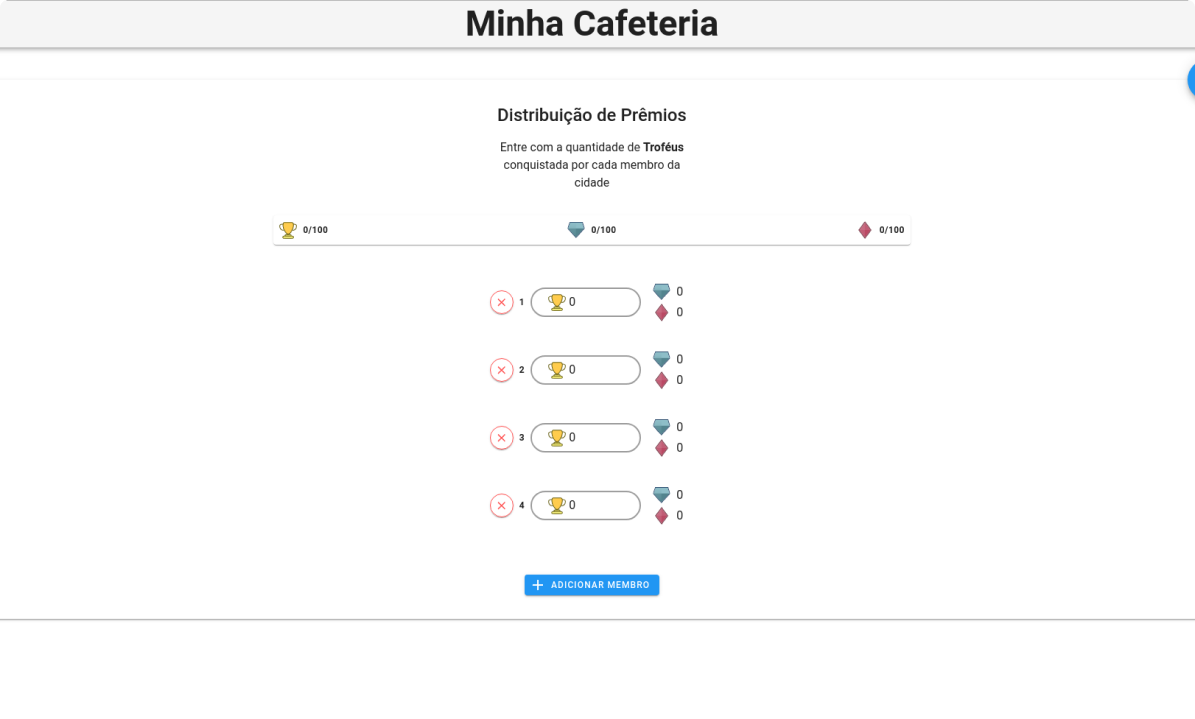 Minha Cafeteria
Distribuição de Prêmios
Entre com a quantidade de Troféus
conquistada por cada membro da
cidade
0/100 0/100 0/100
1 0 0
0
2 0 0
0
3 0 0
0
4 0 0
0
ADICIONAR MEMBRO